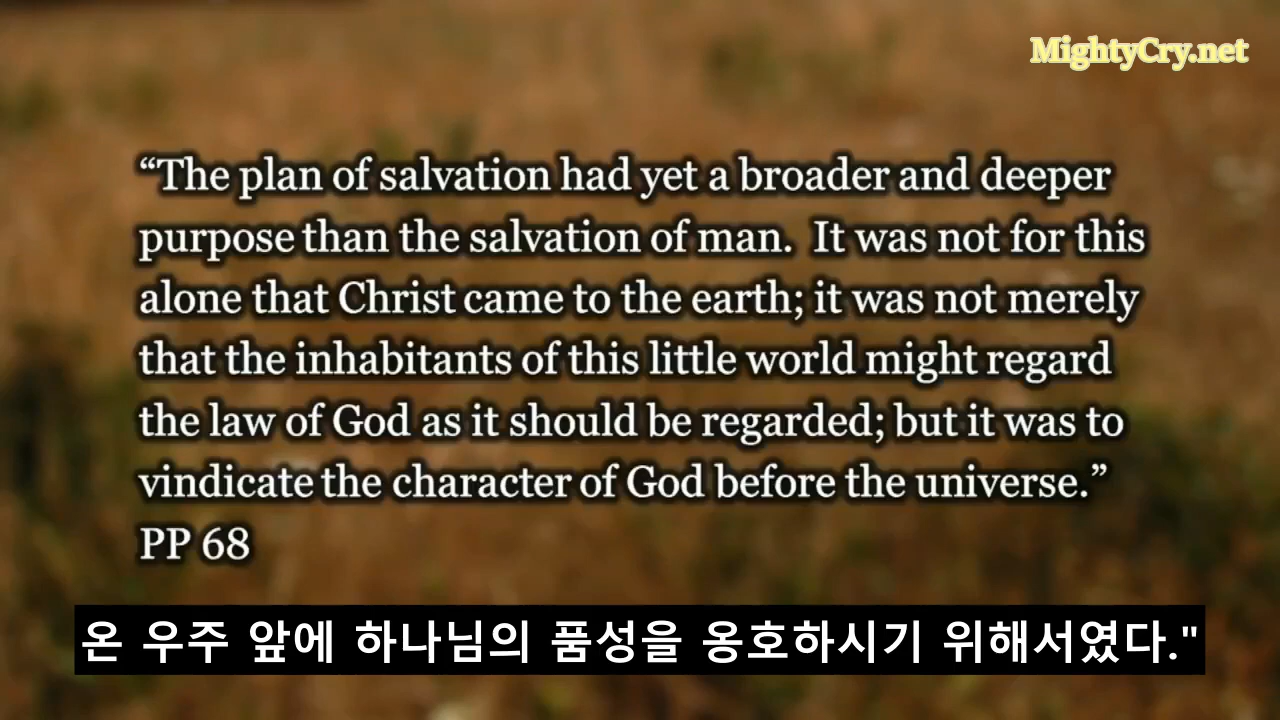 MightyCry.net
“The plan of salvation had yet a broader and deeper
purpose than the salvation of man.  It was not for this
alone that Christ came to the earth; it was not merely
that the inhabitants of this little world might regard
the law of God as it should be regarded; but it was to
vindicate the character of God before the universe.”
PP 68
온 우주 앞에 하나님의 품성을 옹호하시기 위해서였다."